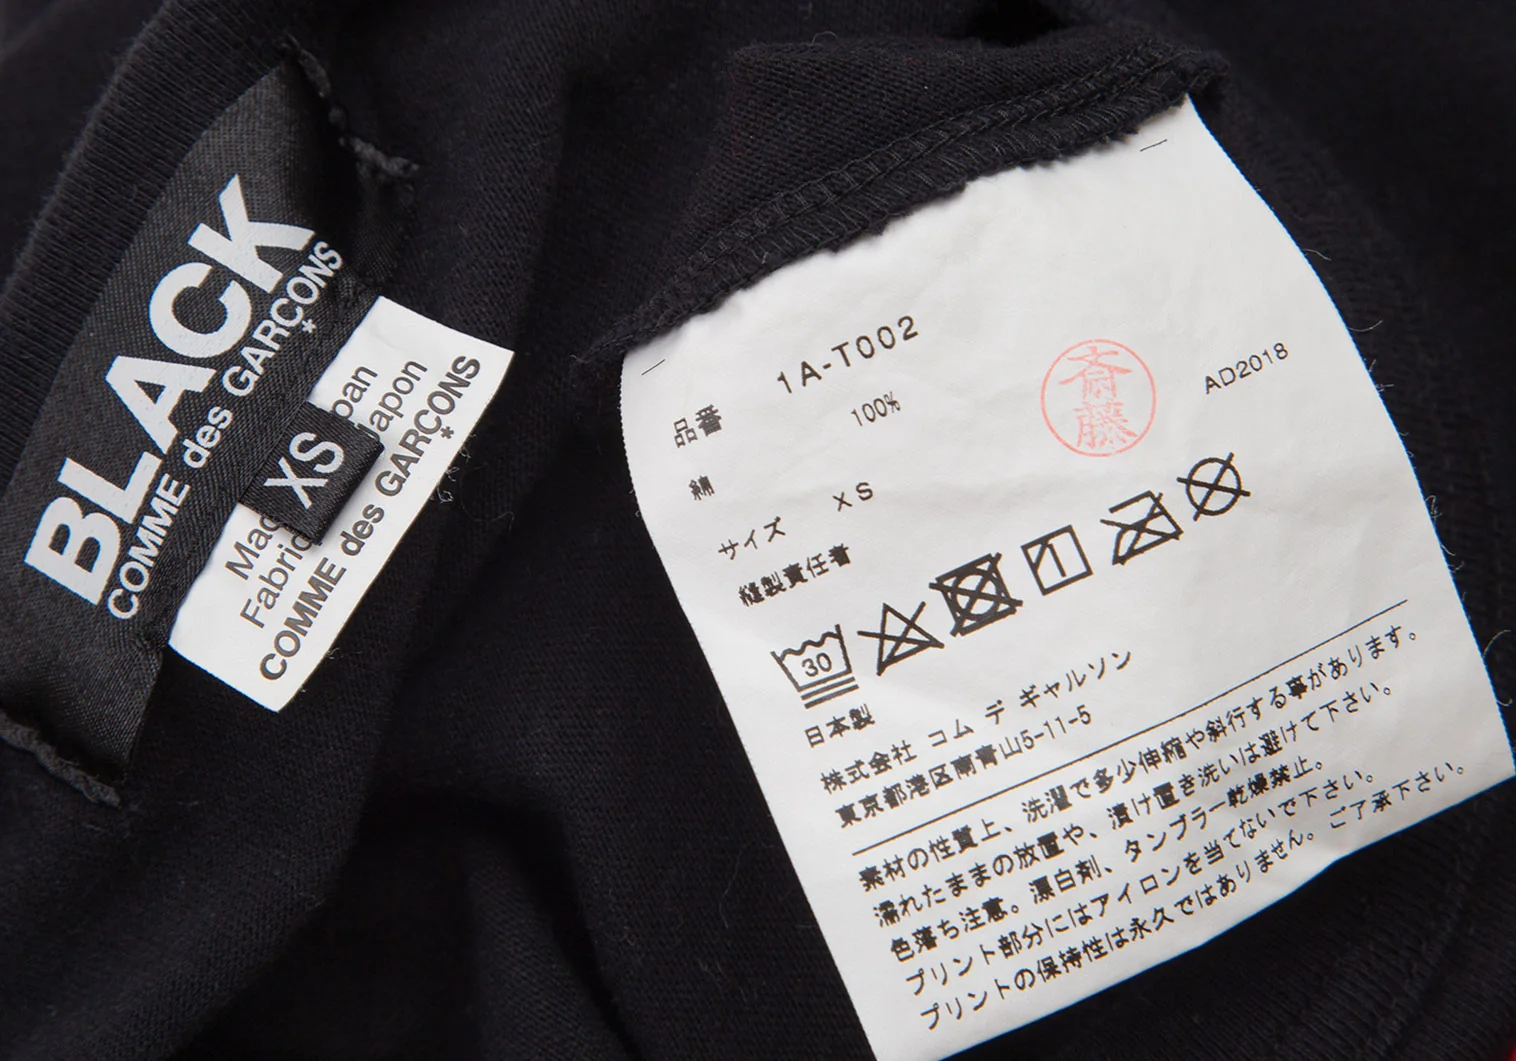 BLACK
COMME des GARÇONS
XS
pan
Japon
Mad
Fabric
COMME des GARÇONS
品番 1A-T002
綿 100%
サイズ XS
縫製責任者 斉藤
AD2018
30
日本製
株式会社 コム デ ギャルソン
東京都港区南青山5-11-5
素材の性質上、洗濯で多少伸縮や斜行する事があります。
濡れたままの放置や、漬け置き洗いは避けて下さい。
色落ち注意。漂白剤、タンブラー乾燥禁止。
プリント部分にはアイロンを当てないで下さい。
プリントの保持性は永久ではありません。ご了承下さい。